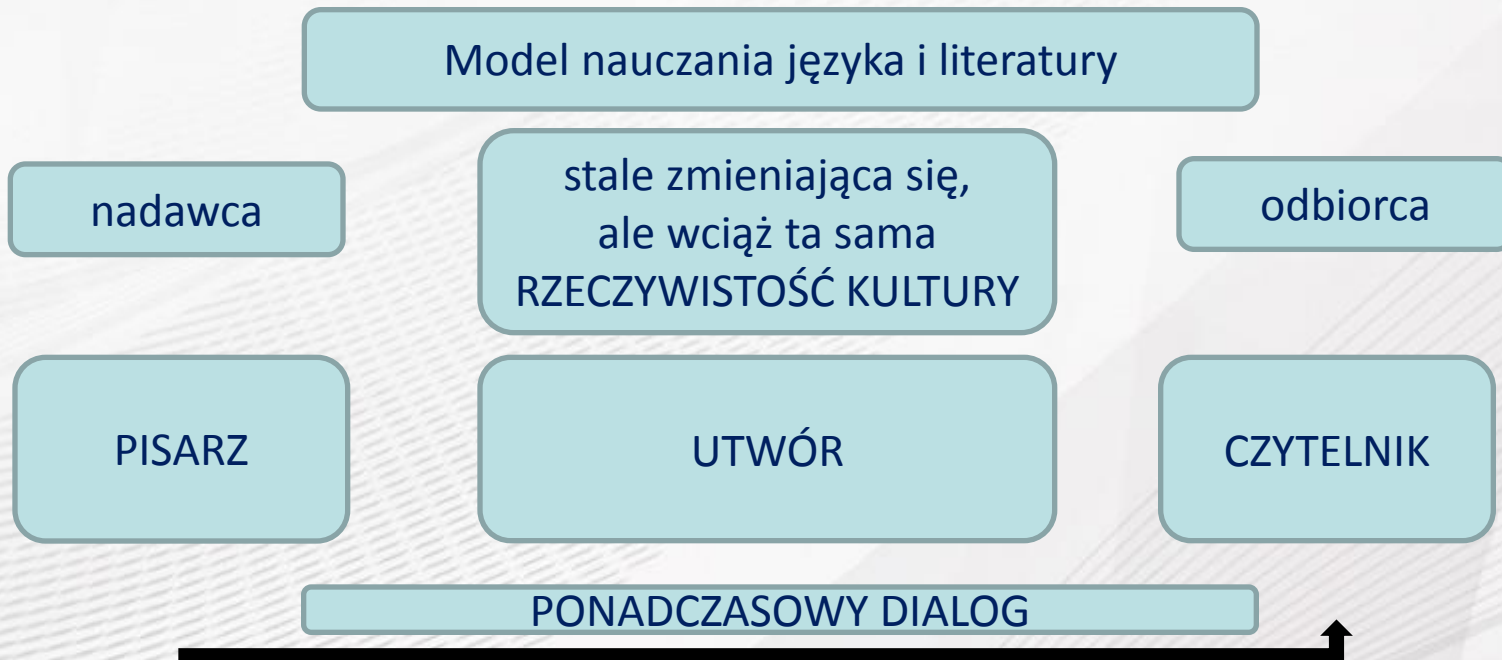 Model nauczania języka i literatury
nadawca
stale zmieniająca się,
ale wciąż ta sama
RZECZYWISTOŚĆ KULTURY
odbiorca
PISARZ
UTWÓR
CZYTELNIK
PONADCZASOWY DIALOG